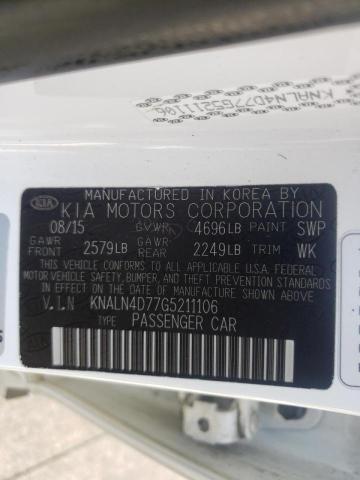 KNALN4D77G5211106
MANUFACTURED IN KOREA BY
KIA KIA MOTORS CORPORATION
08/15 GVWR 4696LB PAINT SWP
GAWR FRONT 2579LB GAWR REAR 2249LB TRIM WK
THIS VEHICLE CONFORMS TO ALL APPLICABLE U.S.A. FEDERAL
MOTOR VEHICLE SAFETY, BUMPER, AND THEFT PREVENTION
STANDARDS IN EFFECT ON THE DATE OF MANUFACTURE SHOWN ABOVE
V.I.N KNALN4D77G5211106
TYPE PASSENGER CAR